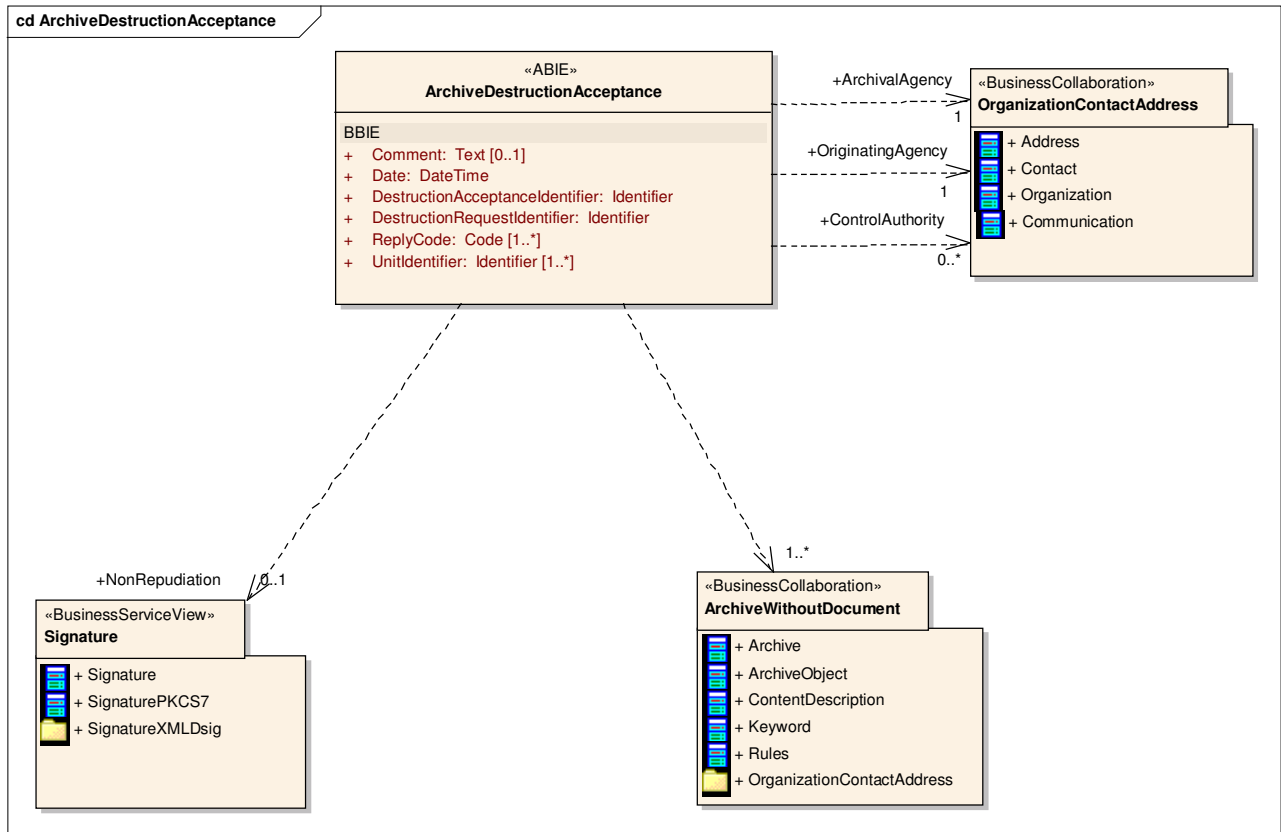 cd ArchiveDestructionAcceptance
«ABIE»
ArchiveDestructionAcceptance
BBIE
+ Comment: Text [0..1]
+ Date: DateTime
+ DestructionAcceptanceIdentifier: Identifier
+ DestructionRequestIdentifier: Identifier
+ ReplyCode: Code [1..*]
+ UnitIdentifier: Identifier [1..*]
+ArchivalAgency
1
+OriginatingAgency
1
+ControlAuthority
0..*
«BusinessCollaboration»
OrganizationContactAddress
+ Address
+ Contact
+ Organization
+ Communication
+NonRepudiation
0..1
«BusinessServiceView»
Signature
+ Signature
+ SignaturePKCS7
+ SignatureXMLDsig
1..*
«BusinessCollaboration»
ArchiveWithoutDocument
+ Archive
+ ArchiveObject
+ ContentDescription
+ Keyword
+ Rules
+ OrganizationContactAddress